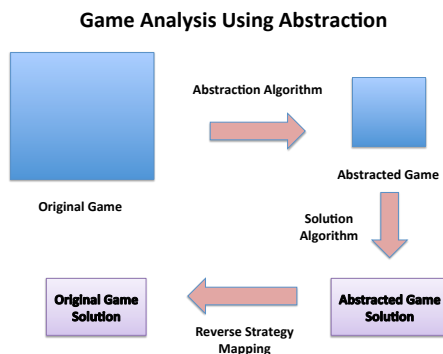 Game Analysis Using Abstraction
Abstraction Algorithm
Original Game
Abstracted Game
Solution
Algorithm
Abstracted Game
Solution
Reverse Strategy
Mapping
Original Game
Solution